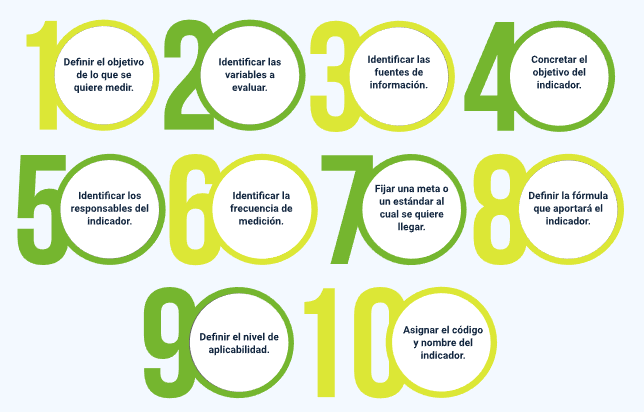 1
Definir el objetivo
de lo que se
quiere medir.
2
Identificar las
variables a
evaluar.
3
Identificar las
fuentes de
información.
4
Concretar el
objetivo del
indicador.
5
Identificar los
responsables del
indicador.
6
Identificar la
frecuencia de
medición.
7
Fijar una meta o
un estándar al
cual se quiere
llegar.
8
Definir la fórmula
que aportará el
indicador.
9
Definir el nivel de
aplicabilidad.
10
Asignar el código
y nombre del
indicador.